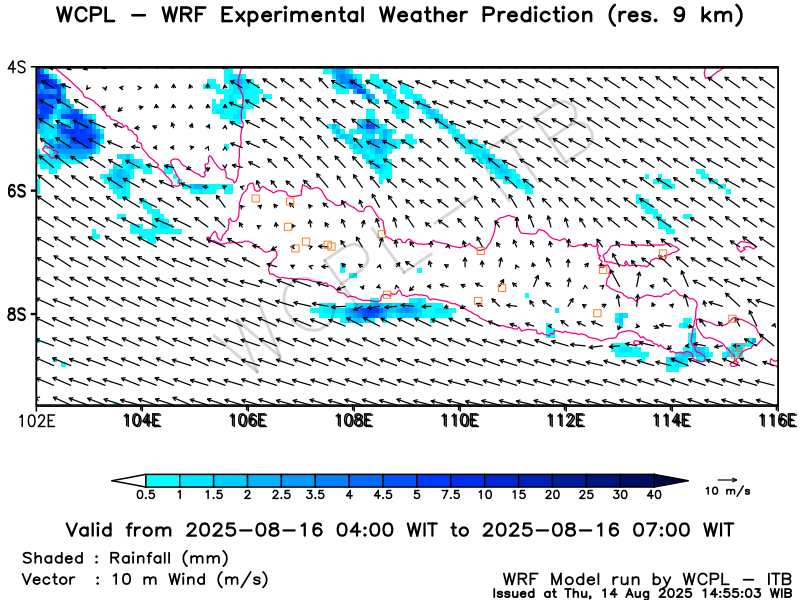 WCPL – WRF Experimental Weather Prediction (res. 9 km)
4S
6S
8S
WCPL-ITB
102E 104E 106E 108E 110E 112E 114E 116E
0.5 1 1.5 2 2.5 3.5 4 4.5 5 7.5 10 15 20 25 30 40
10 m/s
Valid from 2025-08-16 04:00 WIT to 2025-08-16 07:00 WIT
Shaded : Rainfall (mm)
Vector : 10 m Wind (m/s)
WRF Model run by WCPL – ITB
Issued at Thu, 14 Aug 2025 14:55:03 WIB